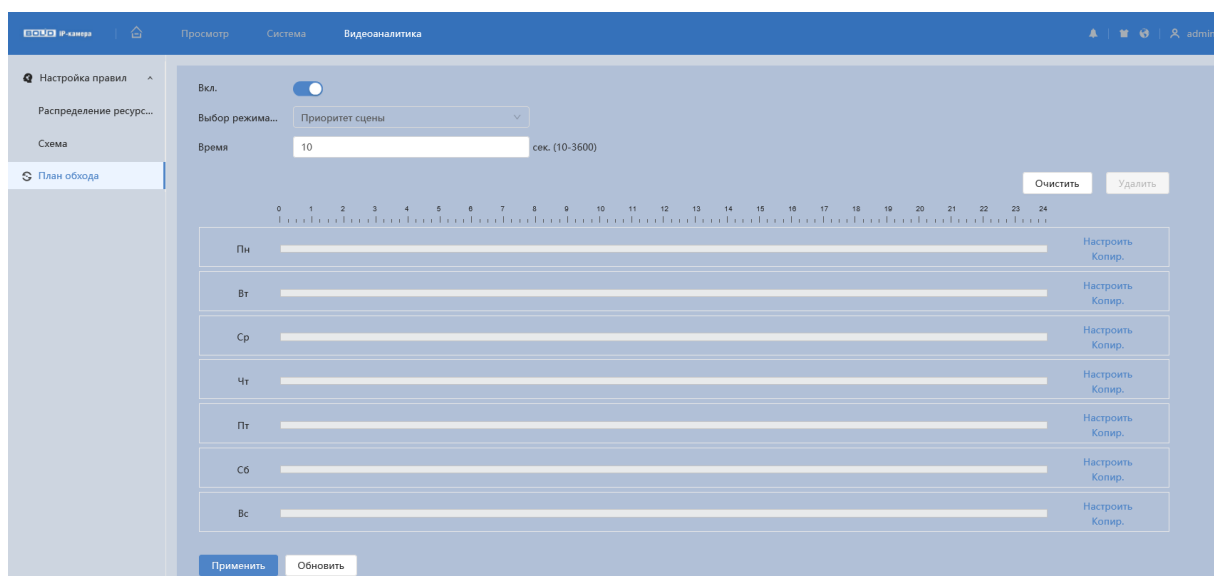 BOLID IP-камера
Просмотр Система Видеоаналитика
admin
Настройка правил
Распределение ресурс...
Схема
План обхода
Вкл.
Выбор режима... Приоритет сцены
Время 10 сек. (10-3600)
Очистить Удалить
0 1 2 3 4 5 6 7 8 9 10 11 12 13 14 15 16 17 18 19 20 21 22 23 24
Пн Настроить
Копир.
Вт Настроить
Копир.
Ср Настроить
Копир.
Чт Настроить
Копир.
Пт Настроить
Копир.
Сб Настроить
Копир.
Вс Настроить
Копир.
Применить Обновить